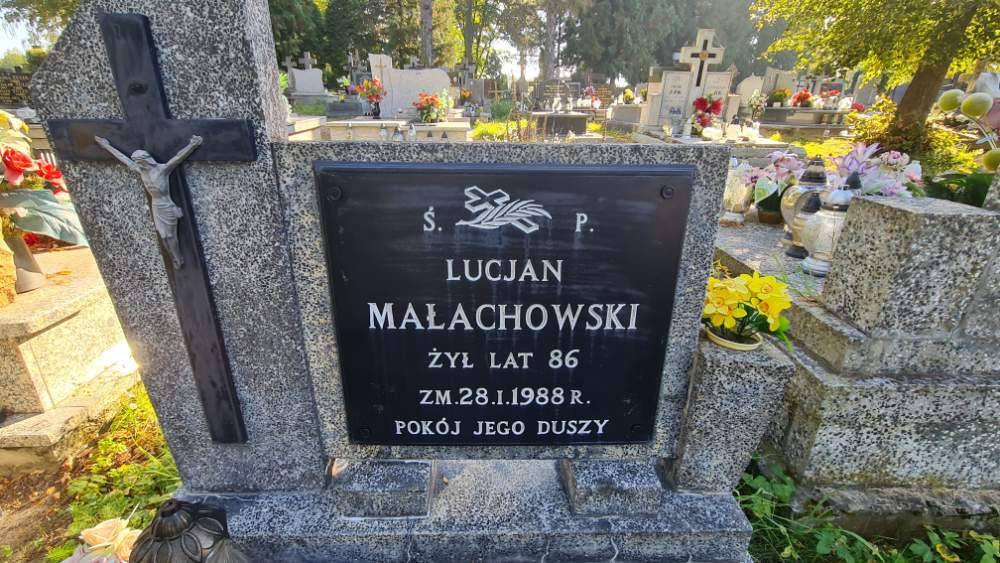 Ś. P.
LUCJAN
MAŁACHOWSKI
ŻYŁ LAT 86
ZM. 28.I.1988 R.
POKÓJ JEGO DUSZY